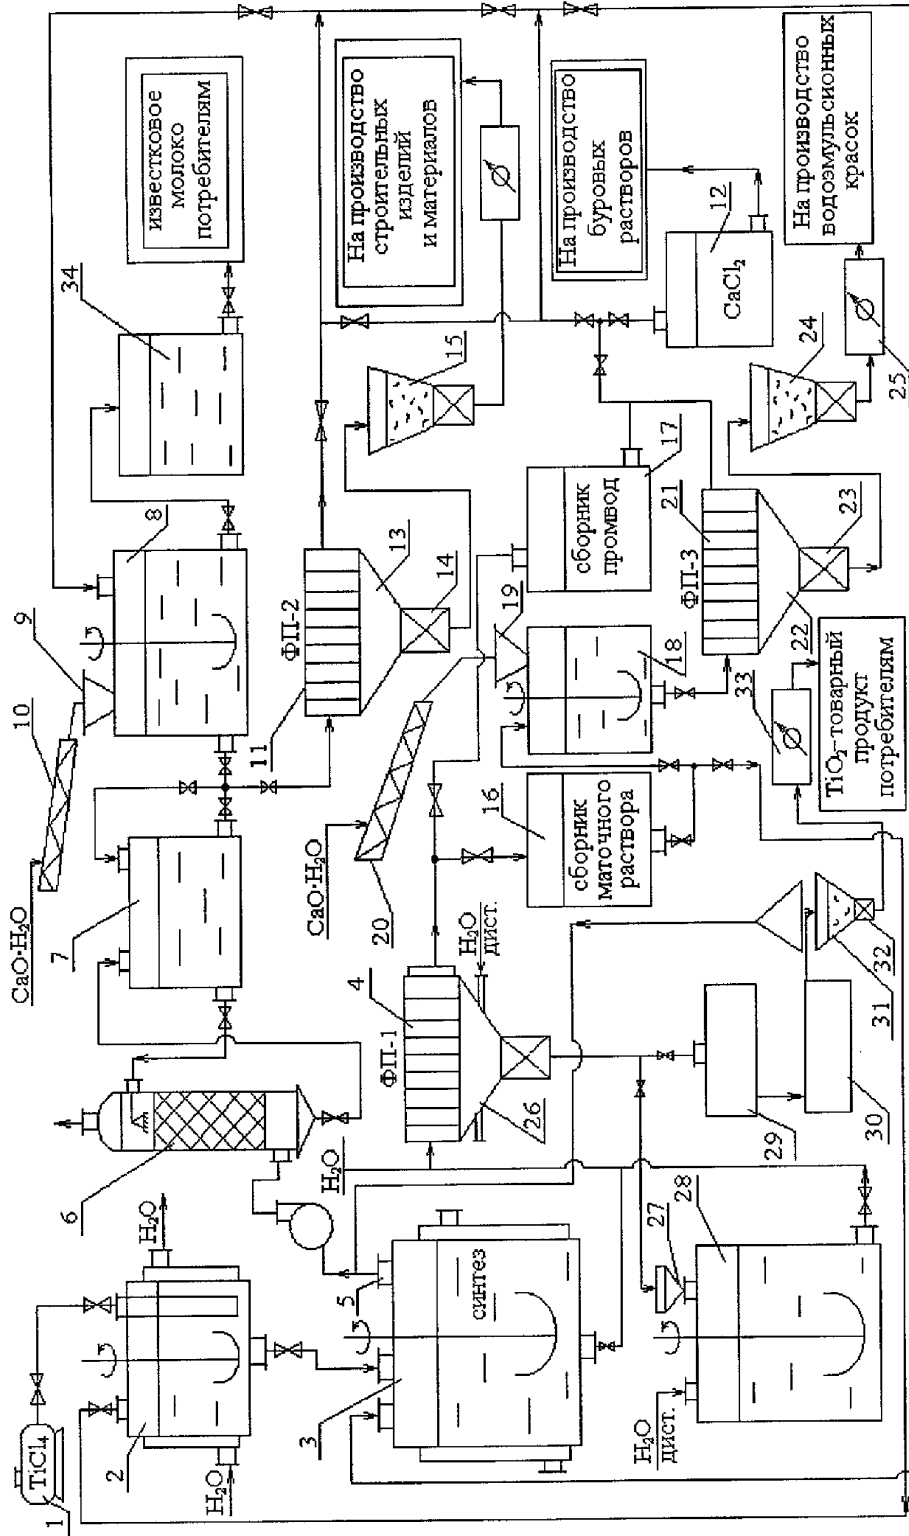 TiCl₄
1
H₂O
2
H₂O
6
CaO·H₂O
7
10
9
8
34
известковое
молоко
потребителям
3
5
синтез
H₂O
ФП-1
4
26
H₂O
дист.
CaO·H₂O
20
11
ФП-2
13
14
15
На производство
строительных
изделий
и материалов
16
сборник
маточного
раствора
19
18
сборник
промвод
17
На производство
буровых
растворов
12
CaCl₂
H₂O
дист.
27
28
29
30
31
32
33
TiO₂–товарный
продукт
потребителям
ФП-3
21
22
23
24
25
На производство
водоэмульсионных
красок